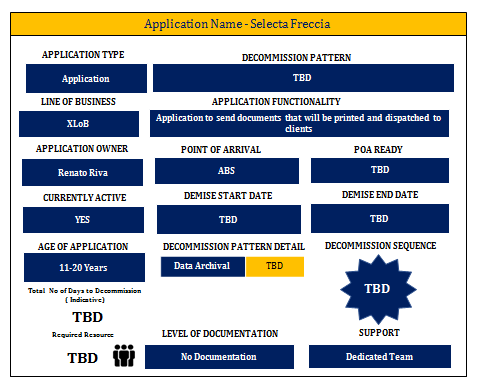 Application Name - Selecta Freccia
APPLICATION TYPE
DECOMMISSION PATTERN
Application
TBD
LINE OF BUSINESS
APPLICATION FUNCTIONALITY
XLoB
Application to send documents that will be printed and dispatched to
clients
APPLICATION OWNER
POINT OF ARRIVAL
POA READY
Renato Riva
ABS
TBD
CURRENTLY ACTIVE
DEMISE START DATE
DEMISE END DATE
YES
TBD
TBD
AGE OF APPLICATION
DECOMMISSION PATTERN DETAIL
DECOMMISSION SEQUENCE
11-20 Years
Data Archival
TBD
TBD
Total No of Days to Decommission
( Indicative)
TBD
Required Resource
TBD
LEVEL OF DOCUMENTATION
SUPPORT
No Documentation
Dedicated Team